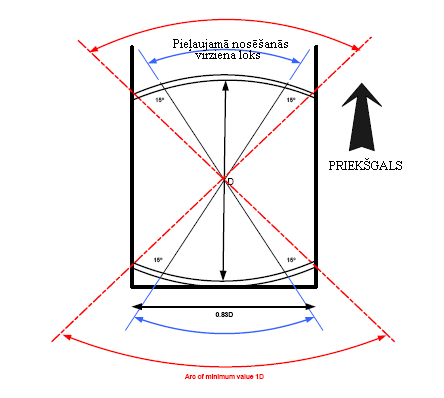 Pieļaujamā nosēšanās
virziena loks
15°
15°
PRIEKŠGALS
D
15°
15°
0.83D
Arc of minimum value 1D